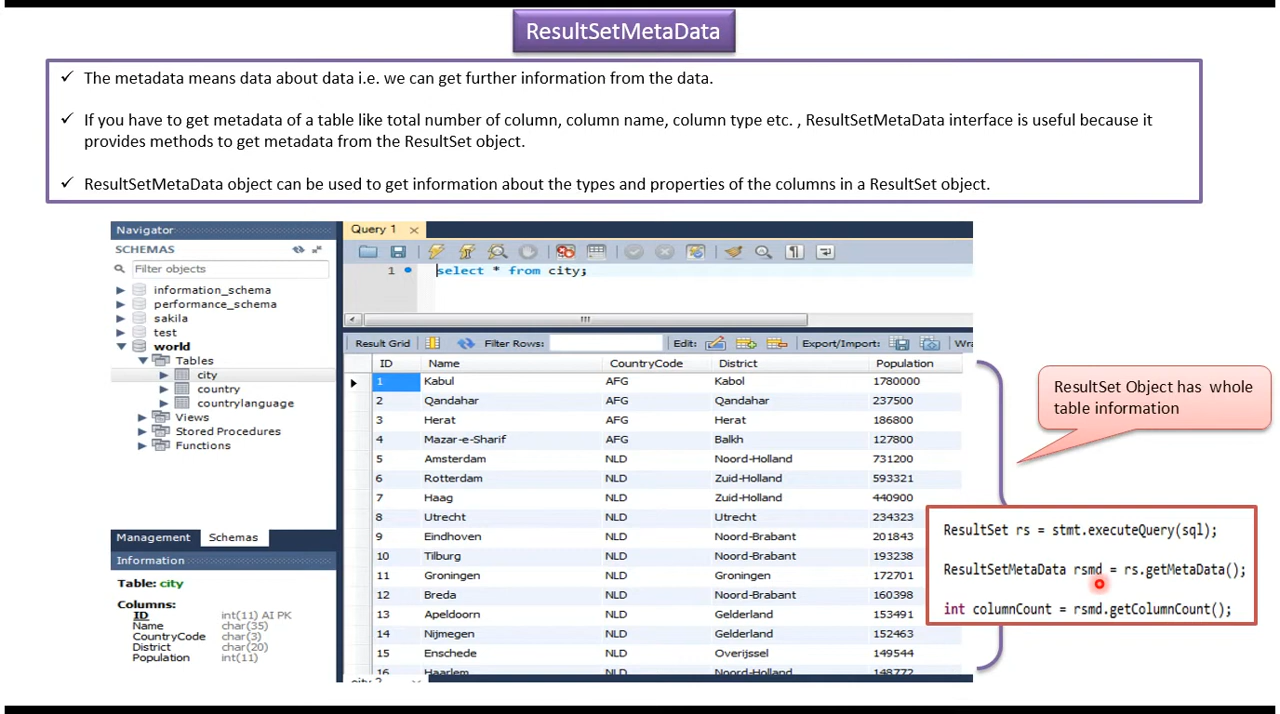 ResultSetMetaData
✓ The metadata means data about data i.e. we can get further information from the data.
✓ If you have to get metadata of a table like total number of column, column name, column type etc. , ResultSetMetaData interface is useful because it
provides methods to get metadata from the ResultSet object.
✓ ResultSetMetaData object can be used to get information about the types and properties of the columns in a ResultSet object.
Navigator
SCHEMAS
Filter objects
information_schema
performance_schema
sakila
test
world
Tables
city
country
countrylanguage
Views
Stored Procedures
Functions
Management Schemas
Information
Table: city
Columns:
ID int(11) AI PK
Name char(35)
CountryCode char(3)
District char(20)
Population int(11)
Query 1
1 select * from city;
Result Grid Filter Rows: Edit: Export/Import: Wra
ID Name CountryCode District Population
1 Kabul AFG Kabol 1780000
2 Qandahar AFG Qandahar 237500
3 Herat AFG Herat 186800
4 Mazar-e-Sharif AFG Balkh 127800
5 Amsterdam NLD Noord-Holland 731200
6 Rotterdam NLD Zuid-Holland 593321
7 Haag NLD Zuid-Holland 440900
8 Utrecht NLD Utrecht 234323
9 Eindhoven NLD Noord-Brabant 201843
10 Tilburg NLD Noord-Brabant 193238
11 Groningen NLD Groningen 172701
12 Breda NLD Noord-Brabant 160398
13 Apeldoorn NLD Gelderland 153491
14 Nijmegen NLD Gelderland 152463
15 Enschede NLD Overijssel 149544
16 Haarlem NLD Noord-Holland 148772
city 2
ResultSet Object has whole
table information
ResultSet rs = stmt.executeQuery(sql);
ResultSetMetaData rsmd = rs.getMetaData();
int columnCount = rsmd.getColumnCount();